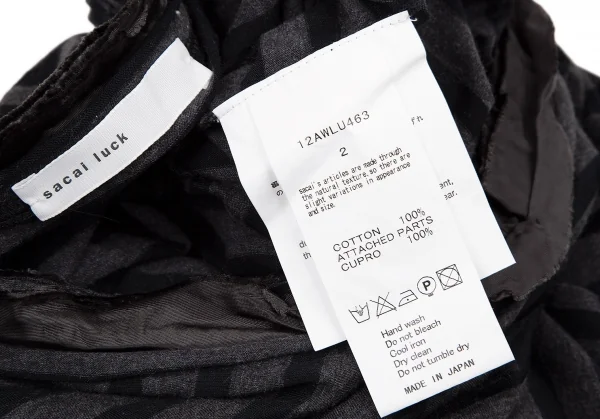 sacai luck
12AWLU463
2
sacai's articles are made through
the natural texture, so there are
slight variations in appearance
and size.
COTTON 100%
ATTACHED PARTS
CUPRO 100%
P
Hand wash
Do not bleach
Cool iron
Dry clean
Do not tumble dry
MADE IN JAPAN